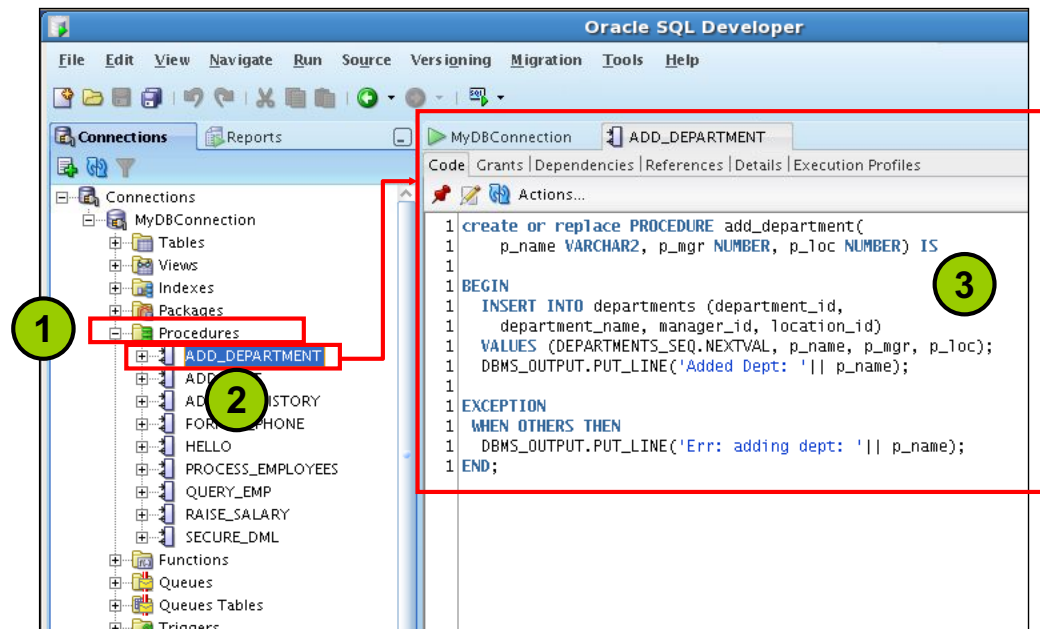 Oracle SQL Developer
File Edit View Navigate Run Source Versioning Migration Tools Help
Connections Reports
Connections
MyDBConnection
Tables
Views
Indexes
Packages
1
Procedures
ADD_DEPARTMENT
2
FORMAT_PHONE
HELLO
PROCESS_EMPLOYEES
QUERY_EMP
RAISE_SALARY
SECURE_DML
Functions
Queues
Queues Tables
Triggers
MyDBConnection ADD_DEPARTMENT
Code Grants | Dependencies | References | Details | Execution Profiles
Actions...
1 create or replace PROCEDURE add_department(
1 p_name VARCHAR2, p_mgr NUMBER, p_loc NUMBER) IS
1
1 BEGIN
1 INSERT INTO departments (department_id,
1 department_name, manager_id, location_id)
1 VALUES (DEPARTMENTS_SEQ.NEXTVAL, p_name, p_mgr, p_loc);
1 DBMS_OUTPUT.PUT_LINE('Added Dept: '|| p_name);
1
1 EXCEPTION
1 WHEN OTHERS THEN
1 DBMS_OUTPUT.PUT_LINE('Err: adding dept: '|| p_name);
1 END;
3